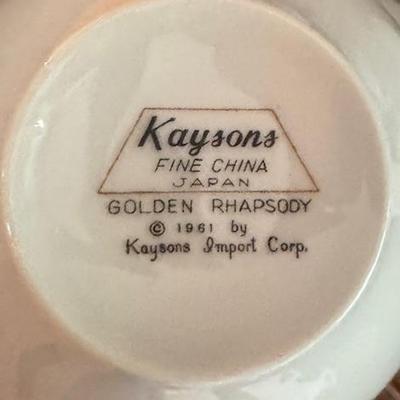 Kaysons
FINE CHINA
JAPAN
GOLDEN RHAPSODY
© 1961 by
Kaysons Import Corp.